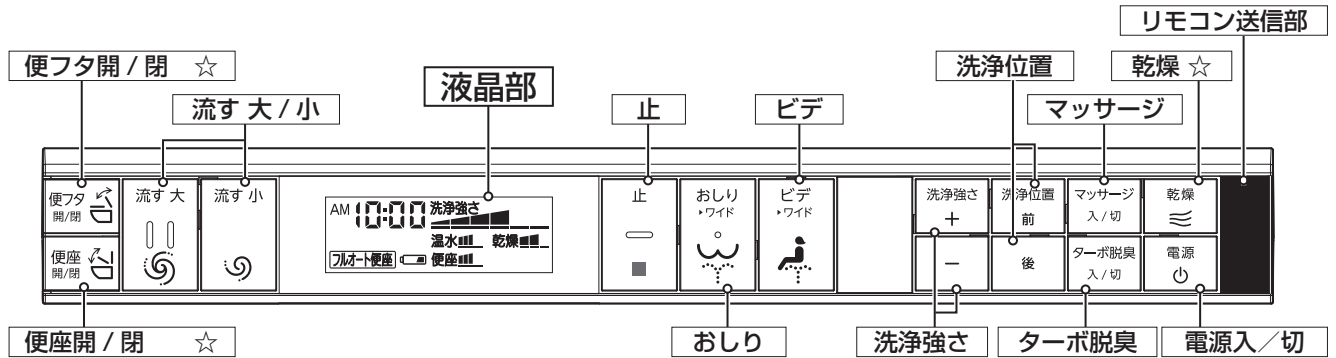 リモコン送信部
便フタ開 / 閉 ☆
液晶部
洗浄位置
乾燥 ☆
流す 大 / 小
止
ビデ
マッサージ
便フタ
開/閉
流す 大
流す 小
AM 10:00 洗浄強さ
温水 乾燥
フルオート便座 便座
止
おしり
▸ワイド
ビデ
▸ワイド
洗浄強さ
+
洗浄位置
前
マッサージ
入 / 切
乾燥
便座
開/閉
−
後
ターボ脱臭
入 / 切
電源
便座開 / 閉 ☆
おしり
洗浄強さ
ターボ脱臭
電源入／切